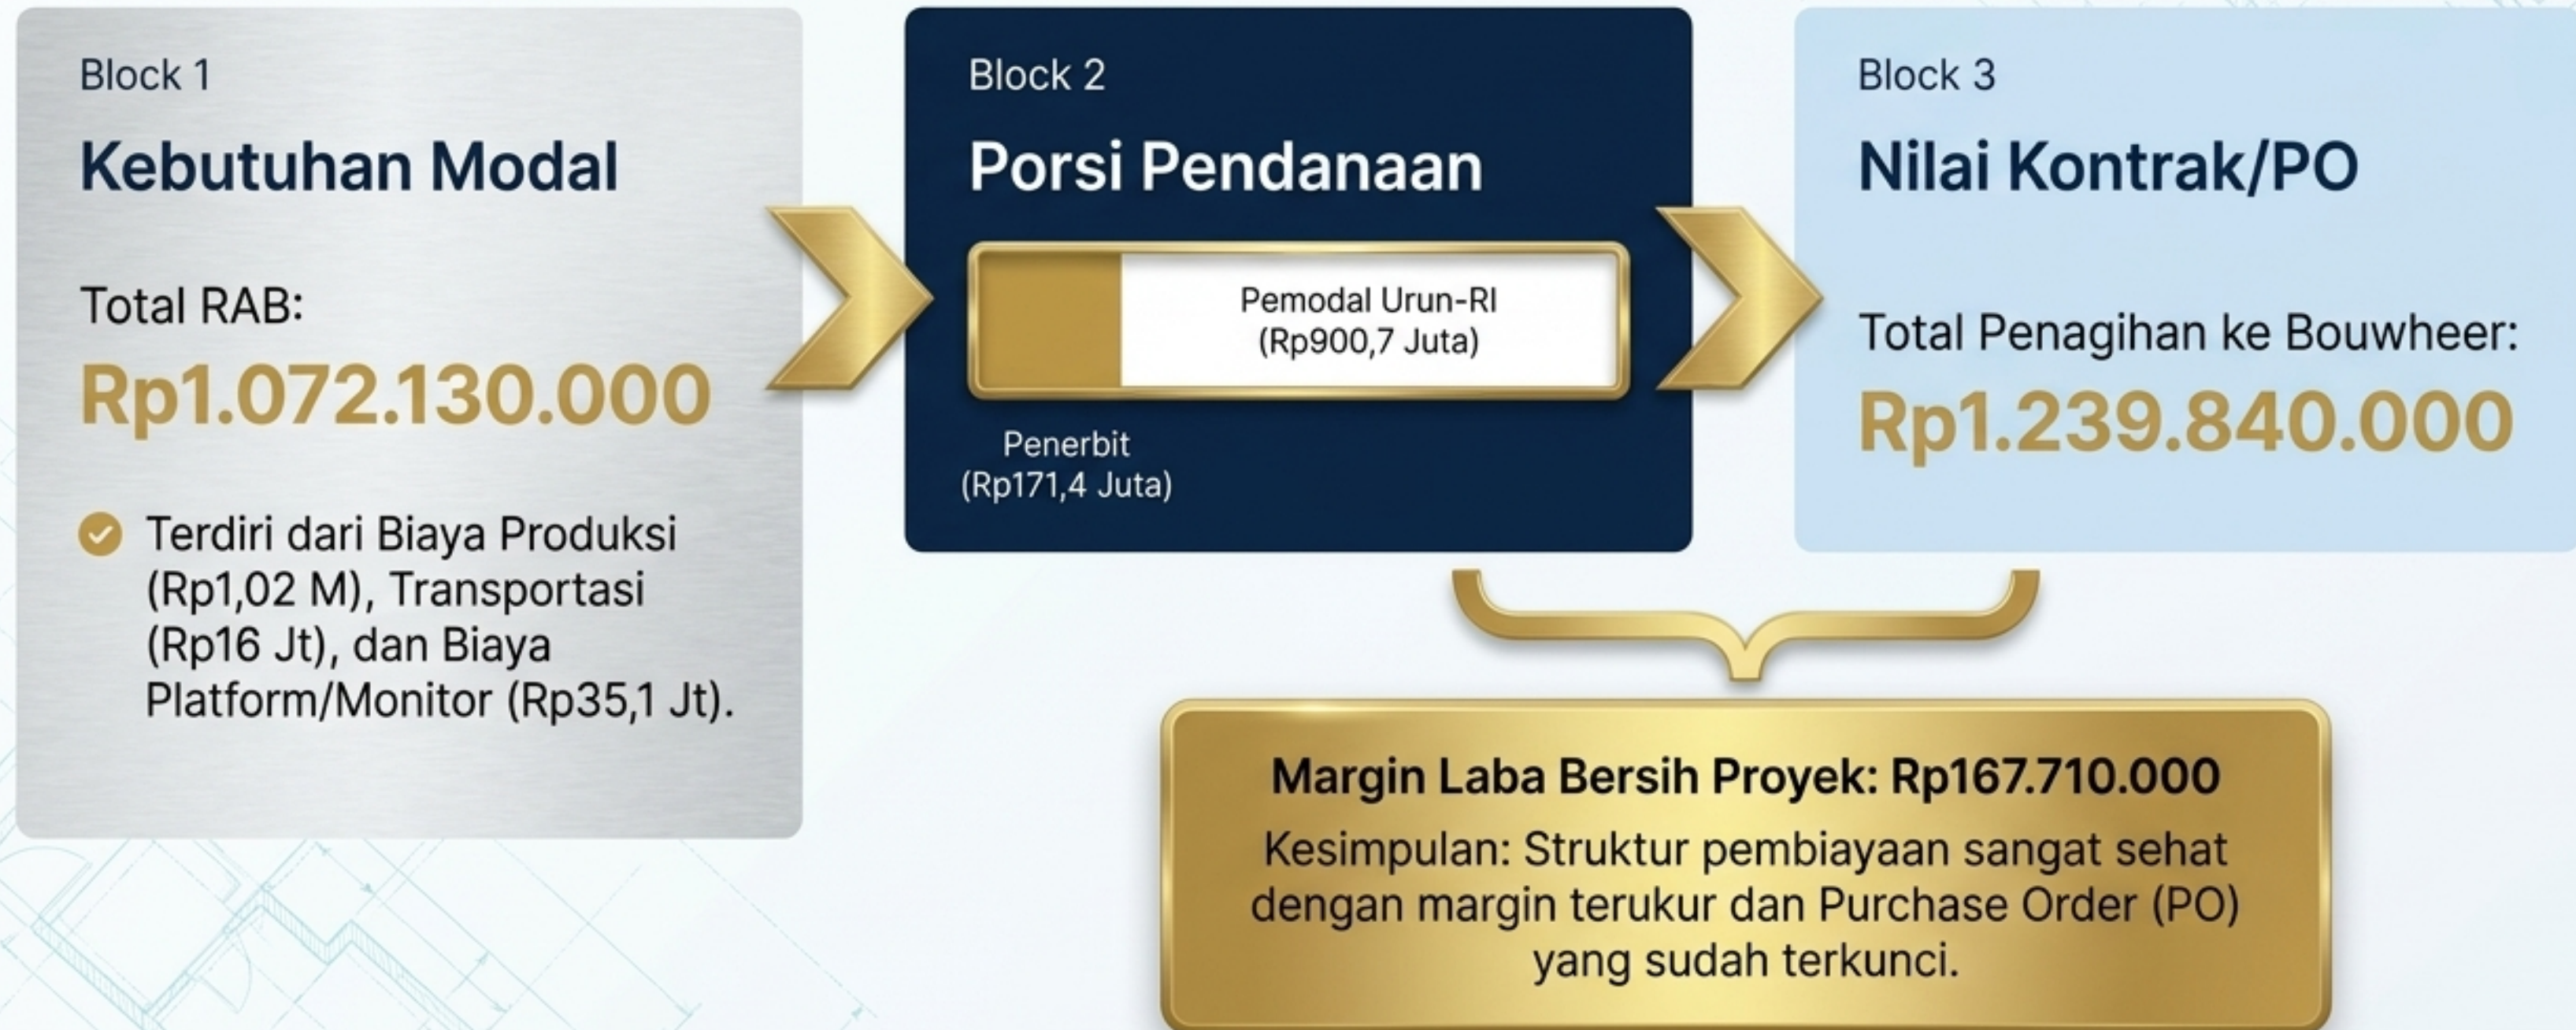 Block 1
Kebutuhan Modal
Total RAB:
Rp1.072.130.000
Terdiri dari Biaya Produksi
(Rp1,02 M), Transportasi
(Rp16 Jt), dan Biaya
Platform/Monitor (Rp35,1 Jt).
Block 2
Porsi Pendanaan
Pemodal Urun-RI
(Rp900,7 Juta)
Penerbit
(Rp171,4 Juta)
Block 3
Nilai Kontrak/PO
Total Penagihan ke Bouwheer:
Rp1.239.840.000
Margin Laba Bersih Proyek: Rp167.710.000
Kesimpulan: Struktur pembiayaan sangat sehat
dengan margin terukur dan Purchase Order (PO)
yang sudah terkunci.